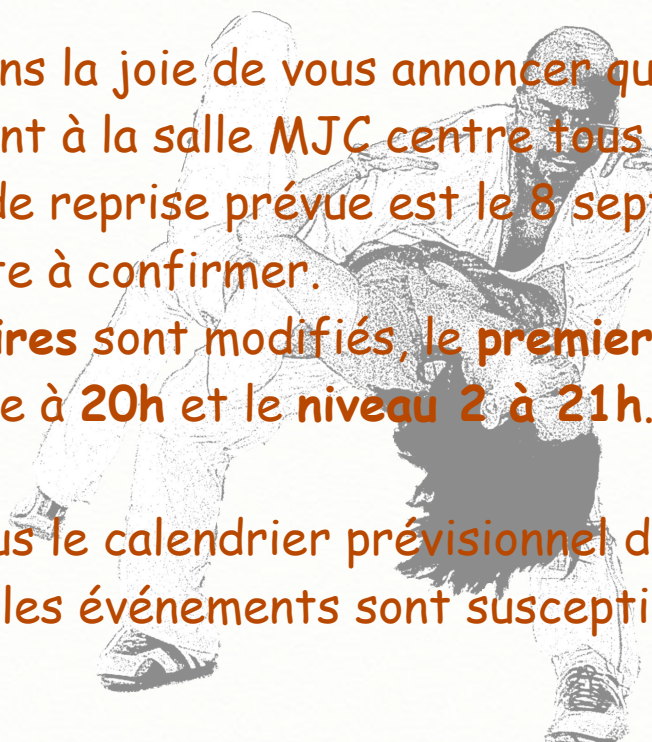 ns la joie de vous annoncer qu
nt à la salle MJC centre tous
de reprise prévue est le 8 sept
te à confirmer.
ires sont modifiés, le premier
e à 20h et le niveau 2 à 21h.
us le calendrier prévisionnel d
les événements sont suscepti